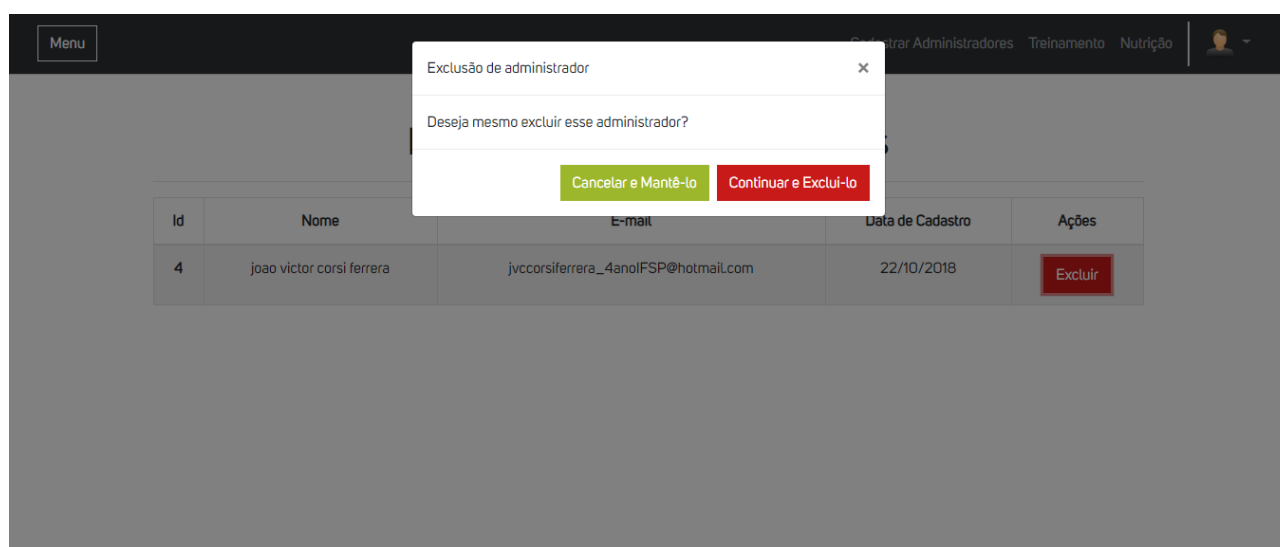 Menu
Administradores Treinamento Nutrição
Exclusão de administrador ×
Deseja mesmo excluir esse administrador?
Cancelar e Mantê-lo Continuar e Exclui-lo
Id Nome E-mail Data de Cadastro Ações
4 joao victor corsi ferrera jvccorsiferrera_4anoIFSP@hotmail.com 22/10/2018 Excluir